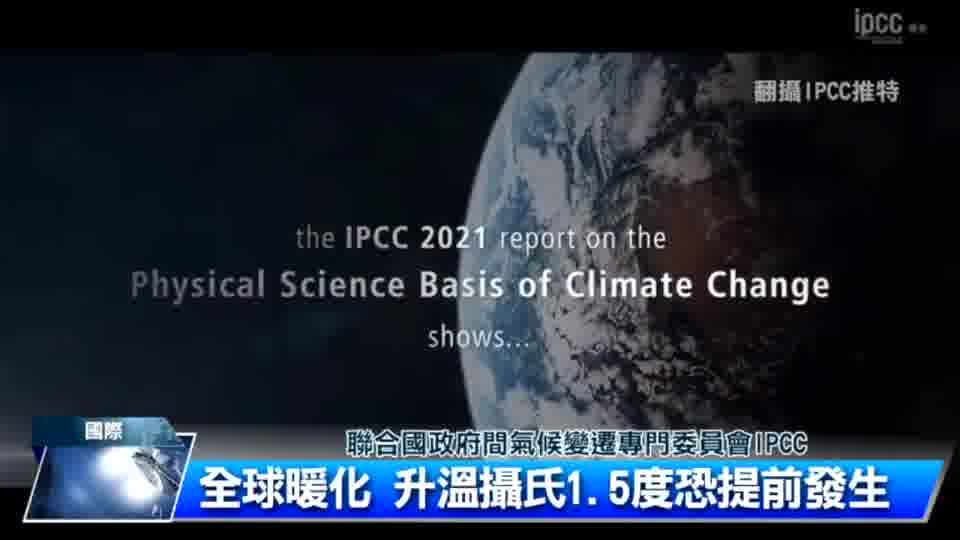 ipcc
翻攝IPCC推特
the IPCC 2021 report on the
Physical Science Basis of Climate Change
shows...
國際
聯合國政府間氣候變遷專門委員會IPCC
全球暖化 升溫攝氏1.5度恐提前發生